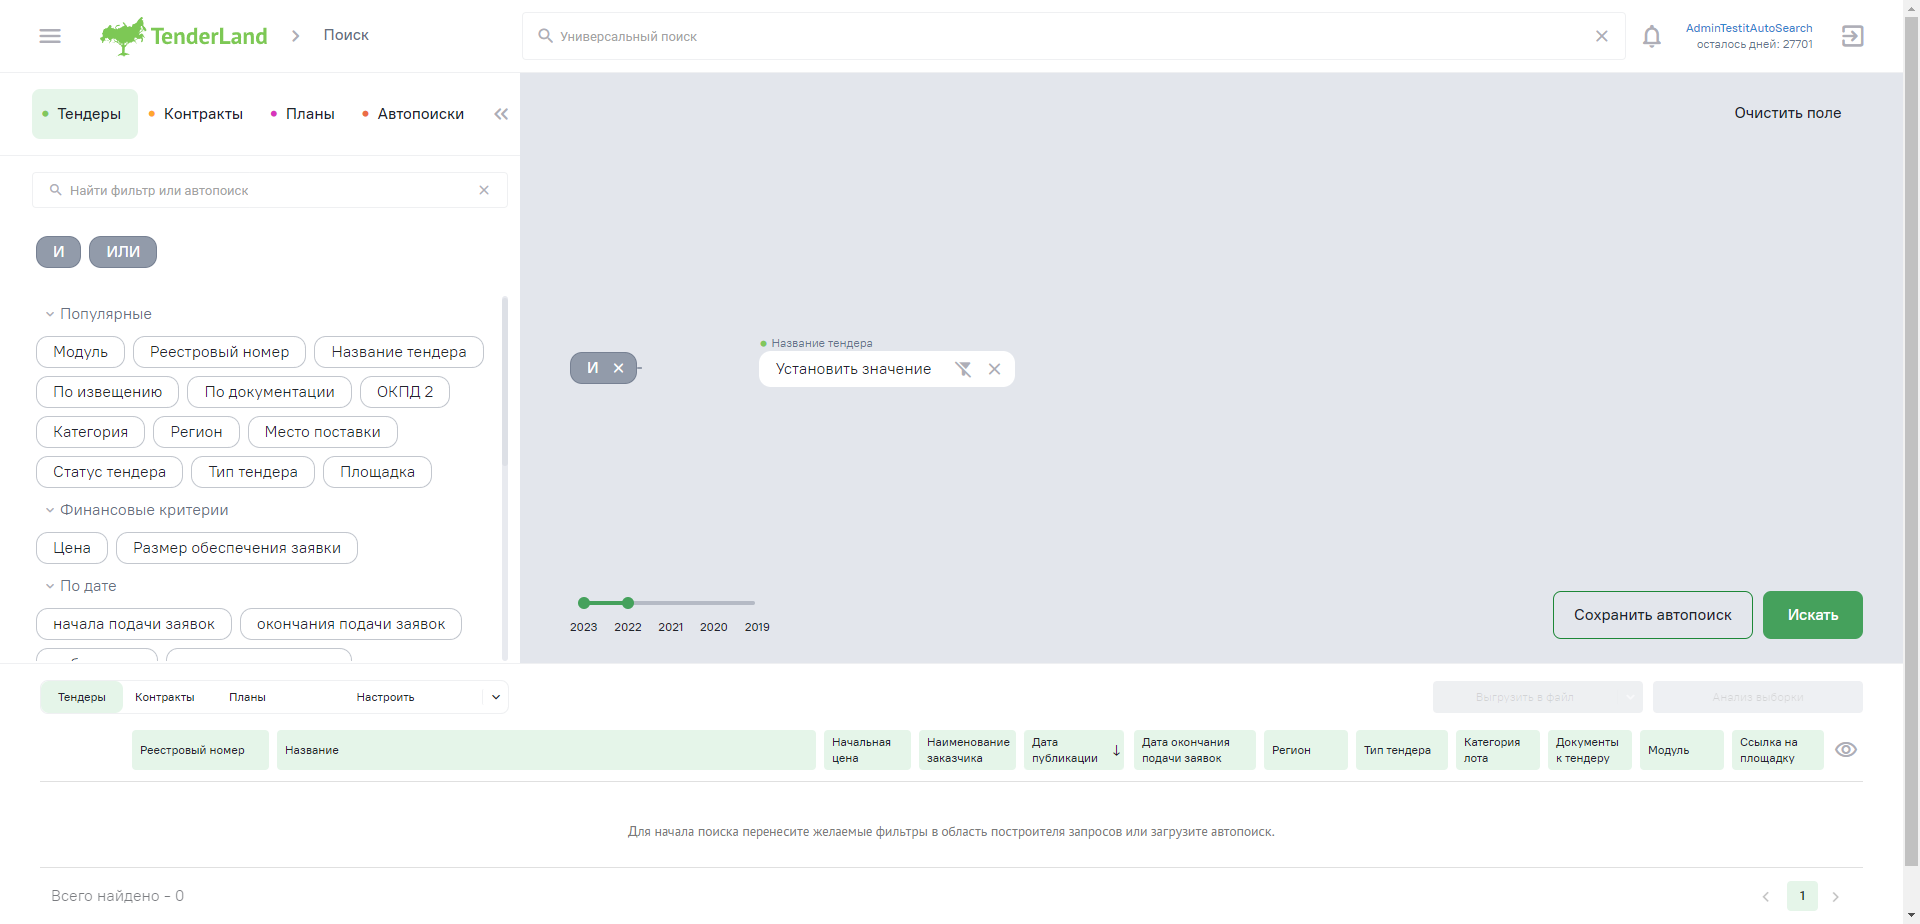 TenderLand
Поиск
Универсальный поиск
AdminTestitAutoSearch
осталось дней: 27701
Тендеры
Контракты
Планы
Автопоиски
Очистить поле
Найти фильтр или автопоиск
И
ИЛИ
Популярные
Модуль
Реестровый номер
Название тендера
По извещению
По документации
ОКПД 2
Категория
Регион
Место поставки
Статус тендера
Тип тендера
Площадка
Финансовые критерии
Цена
Размер обеспечения заявки
По дате
начала подачи заявок
окончания подачи заявок
И
Название тендера
Установить значение
2023
2022
2021
2020
2019
Сохранить автопоиск
Искать
Тендеры
Контракты
Планы
Настроить
Выгрузить в файл
Анализ выборки
Реестровый номер
Название
Начальная
цена
Наименование
заказчика
Дата
публикации
Дата окончания
подачи заявок
Регион
Тип тендера
Категория
лота
Документы
к тендеру
Модуль
Ссылка на
площадку
Для начала поиска перенесите желаемые фильтры в область построителя запросов или загрузите автопоиск.
Всего найдено - 0
1